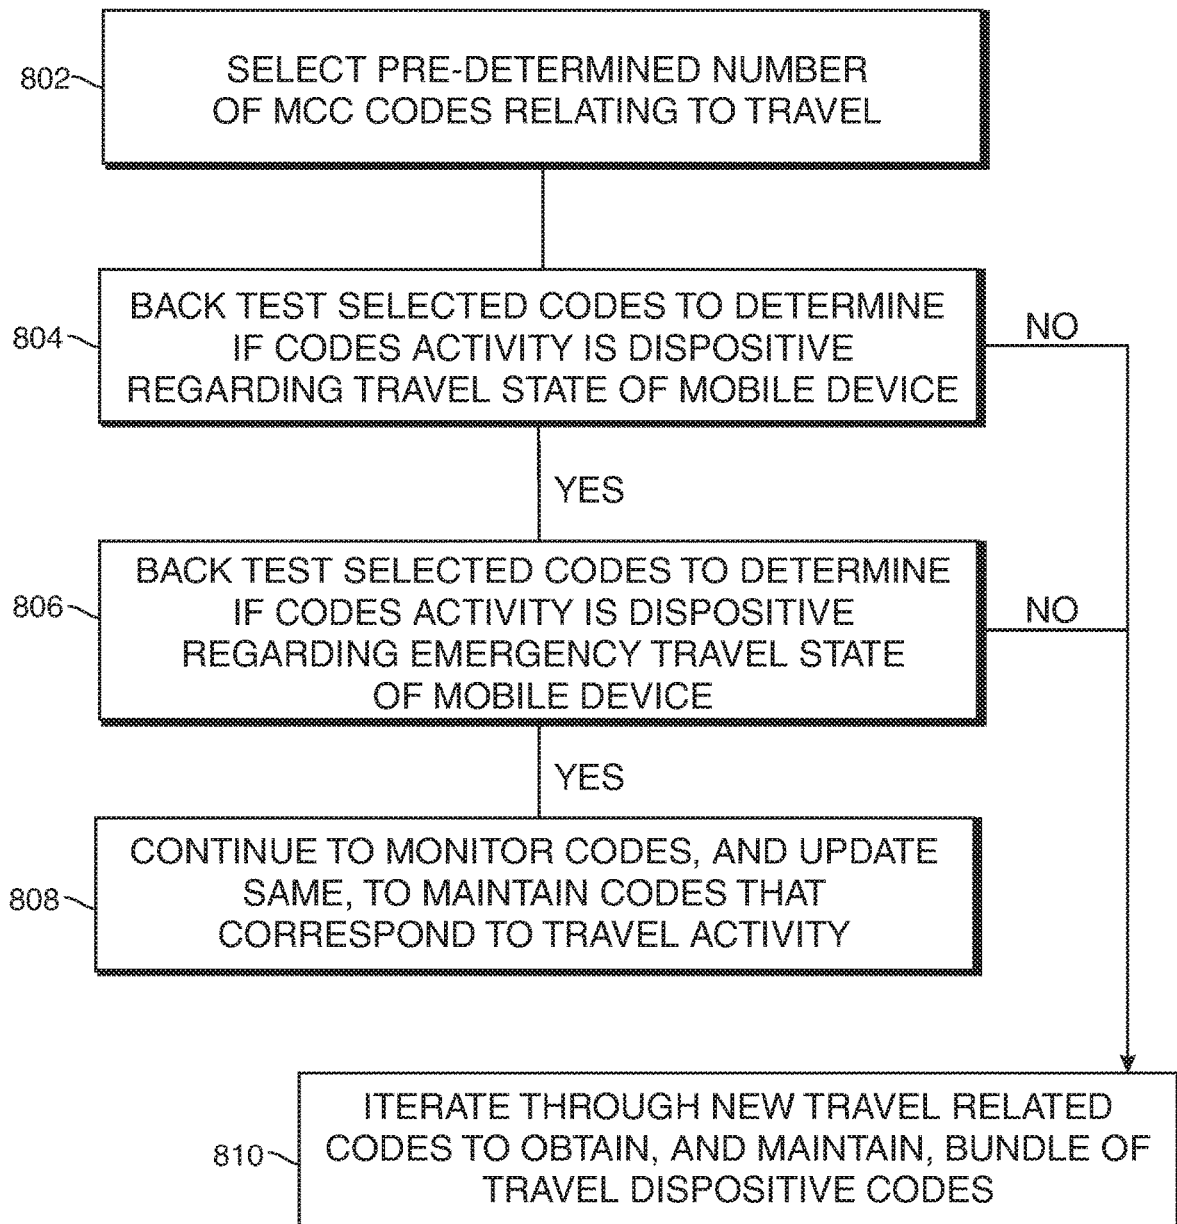 802
SELECT PRE-DETERMINED NUMBER
OF MCC CODES RELATING TO TRAVEL
804
BACK TEST SELECTED CODES TO DETERMINE
IF CODES ACTIVITY IS DISPOSITIVE
REGARDING TRAVEL STATE OF MOBILE DEVICE
NO
YES
806
BACK TEST SELECTED CODES TO DETERMINE
IF CODES ACTIVITY IS DISPOSITIVE
REGARDING EMERGENCY TRAVEL STATE
OF MOBILE DEVICE
NO
YES
808
CONTINUE TO MONITOR CODES, AND UPDATE
SAME, TO MAINTAIN CODES THAT
CORRESPOND TO TRAVEL ACTIVITY
810
ITERATE THROUGH NEW TRAVEL RELATED
CODES TO OBTAIN, AND MAINTAIN, BUNDLE OF
TRAVEL DISPOSITIVE CODES